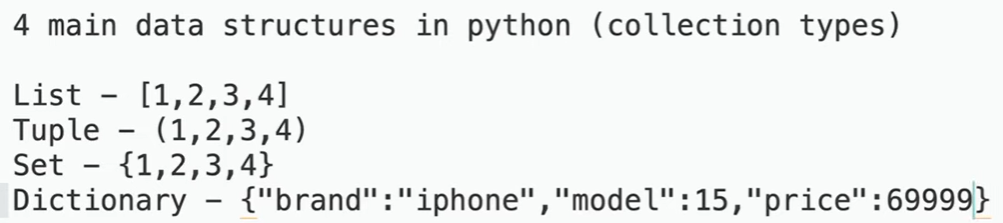 4 main data structures in python (collection types)
List – [1,2,3,4]
Tuple – (1,2,3,4)
Set – {1,2,3,4}
Dictionary – {"brand":"iphone","model":15,"price":69999}